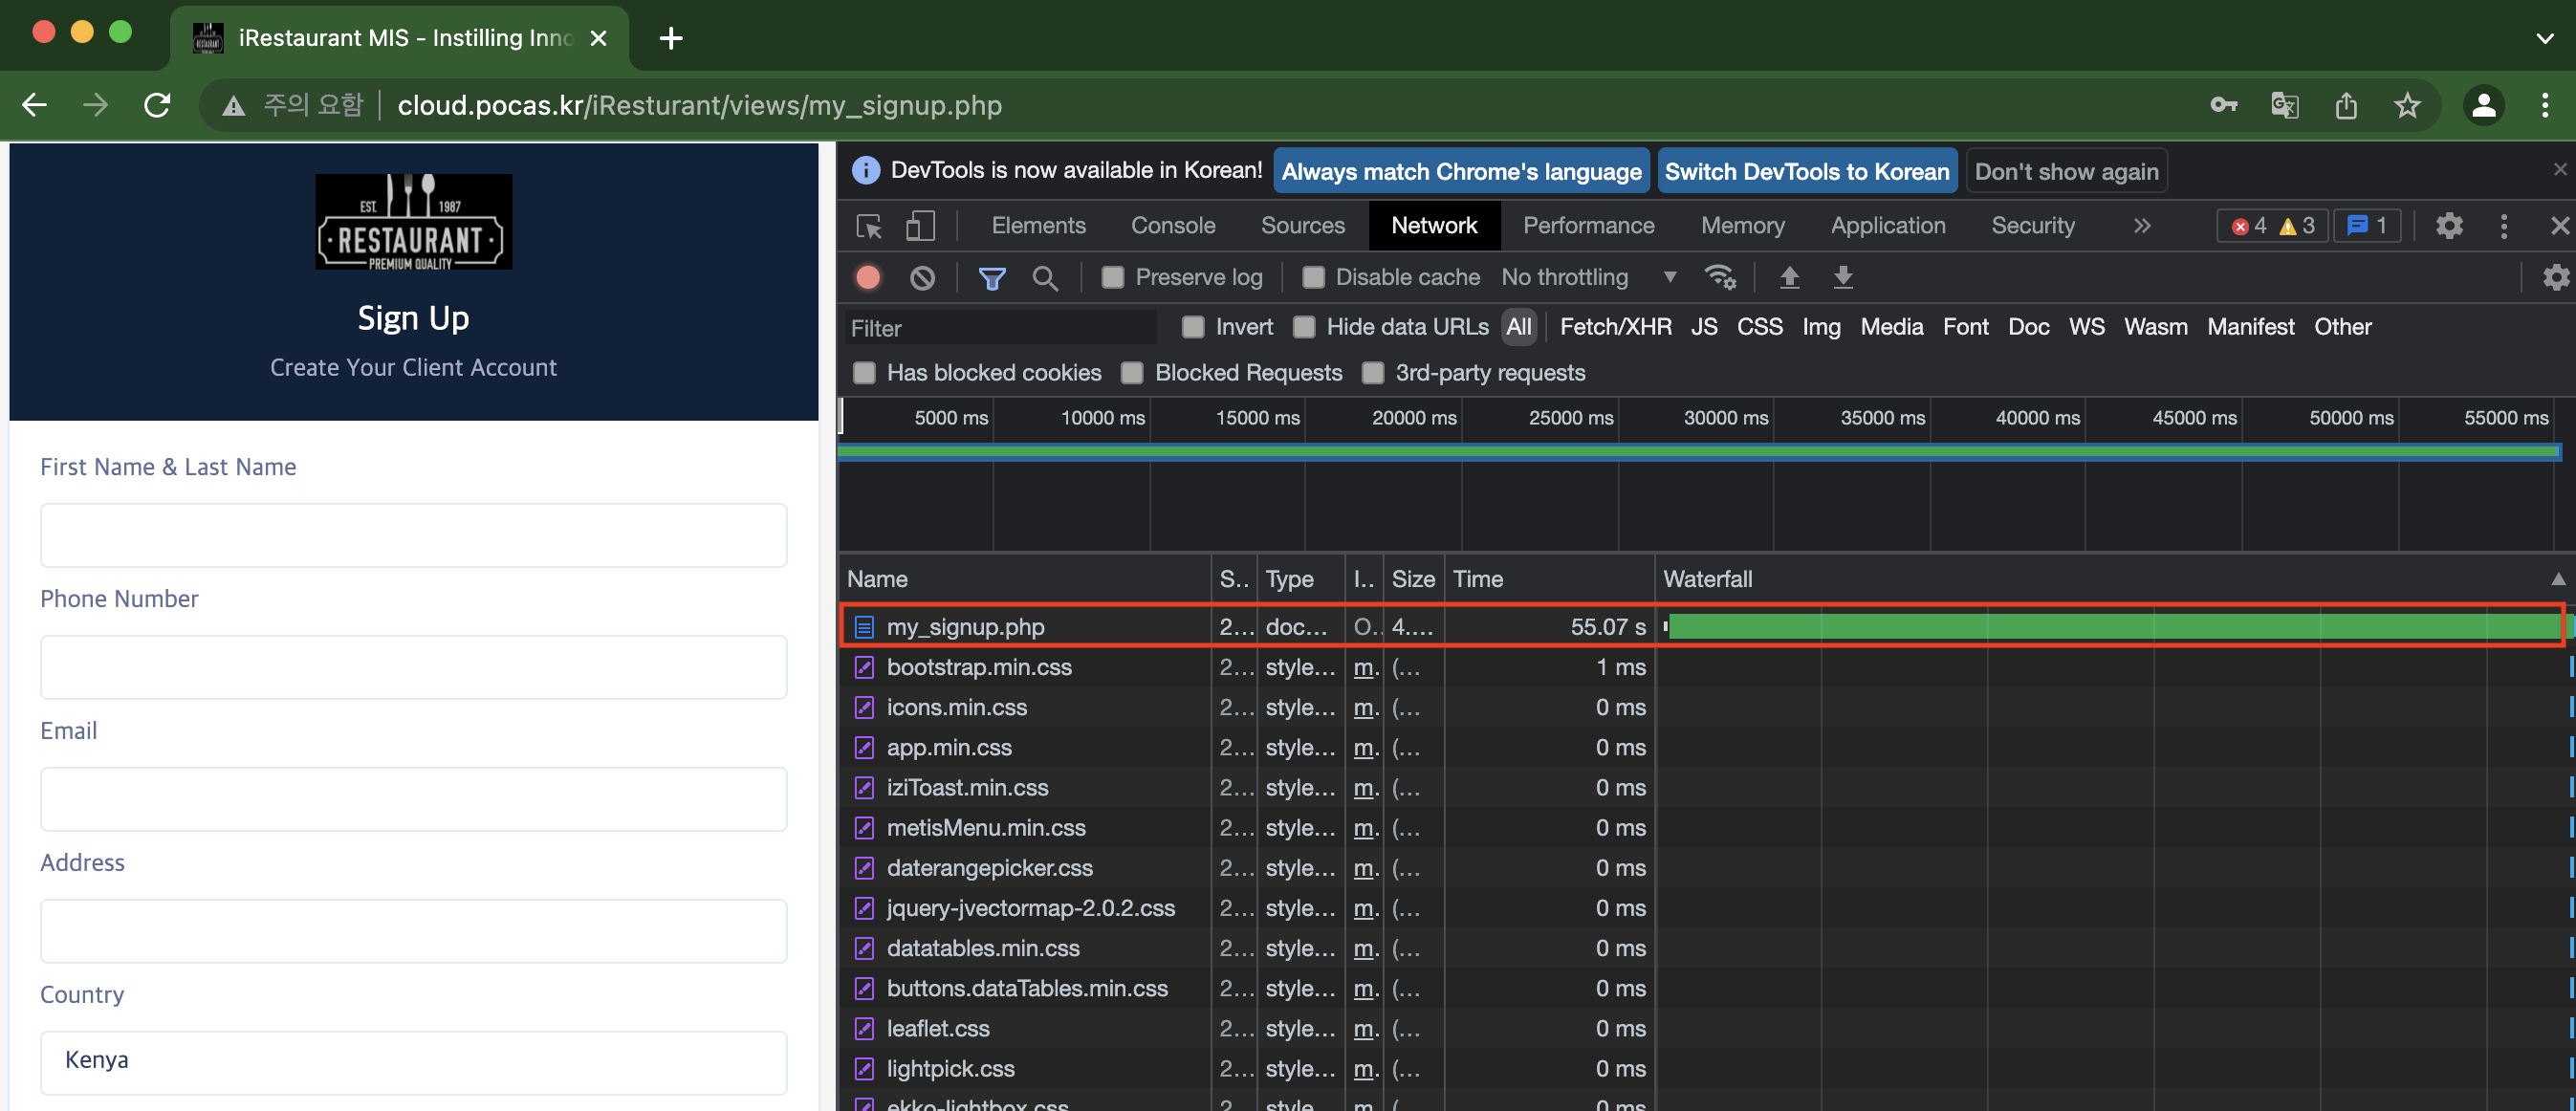 iRestaurant MIS - Instilling Inno
주의 요함
cloud.pocas.kr/iResturant/views/my_signup.php
EST. 1987
RESTAURANT
PREMIUM QUALITY
Sign Up
Create Your Client Account
First Name & Last Name
Phone Number
Email
Address
Country
Kenya
DevTools is now available in Korean! Always match Chrome's language Switch DevTools to Korean Don't show again
Elements Console Sources Network Performance Memory Application Security 4 3 1
Preserve log Disable cache No throttling
Filter Invert Hide data URLs All Fetch/XHR JS CSS Img Media Font Doc WS Wasm Manifest Other
Has blocked cookies Blocked Requests 3rd-party requests
5000 ms 10000 ms 15000 ms 20000 ms 25000 ms 30000 ms 35000 ms 40000 ms 45000 ms 50000 ms 55000 ms
Name S.. Type I.. Size Time Waterfall
my_signup.php 2... doc... O.. 4.... 55.07 s
bootstrap.min.css 2... style... m. (... 1 ms
icons.min.css 2... style... m. (... 0 ms
app.min.css 2... style... m. (... 0 ms
iziToast.min.css 2... style... m. (... 0 ms
metisMenu.min.css 2... style... m. (... 0 ms
daterangepicker.css 2... style... m. (... 0 ms
jquery-jvectormap-2.0.2.css 2... style... m. (... 0 ms
datatables.min.css 2... style... m. (... 0 ms
buttons.dataTables.min.css 2... style... m. (... 0 ms
leaflet.css 2... style... m. (... 0 ms
lightpick.css 2... style... m. (... 0 ms
ekko-lightbox.css 2... style... m. (... 0 ms